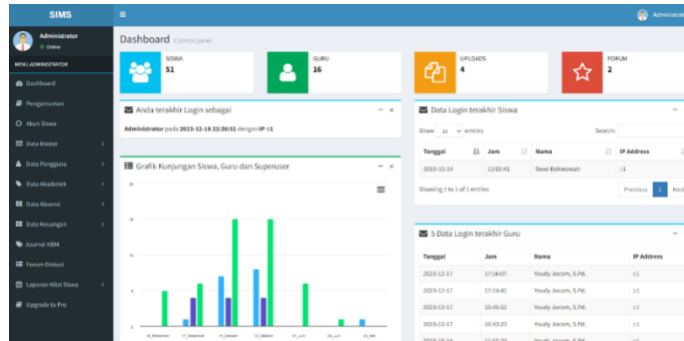 SIMS
Administrator
Administrator
Online
MENU ADMINISTRATOR
Dashboard
Pengumuman
Akun Siswa
Data Master
Data Pengguna
Data Akademik
Data Absensi
Data Keuangan
Journal KBM
Forum Diskusi
Laporan Nilai Siswa
Upgrade to Pro
Dashboard Control panel
SISWA
51
GURU
16
UPLOADS
4
FORUM
2
Anda terakhir Login sebagai
Administrator pada 2023-12-18 22:20:51 dengan IP ::1
Grafik Kunjungan Siswa, Guru dan Superuser
Data Login terakhir Siswa
Show 10 entries Search:
Tanggal Jam Nama IP Address
2023-10-14 13:02:41 Dewi Rahmawati ::1
Showing 1 to 1 of 1 entries
Previous 1 Next
5 Data Login terakhir Guru
Tanggal Jam Nama IP Address
2023-12-17 17:16:07 Youdy Jocom, S.Pd. ::1
2023-12-17 17:14:41 Youdy Jocom, S.Pd. ::1
2023-12-17 16:45:52 Youdy Jocom, S.Pd. ::1
2023-12-17 16:43:23 Youdy Jocom, S.Pd. ::1